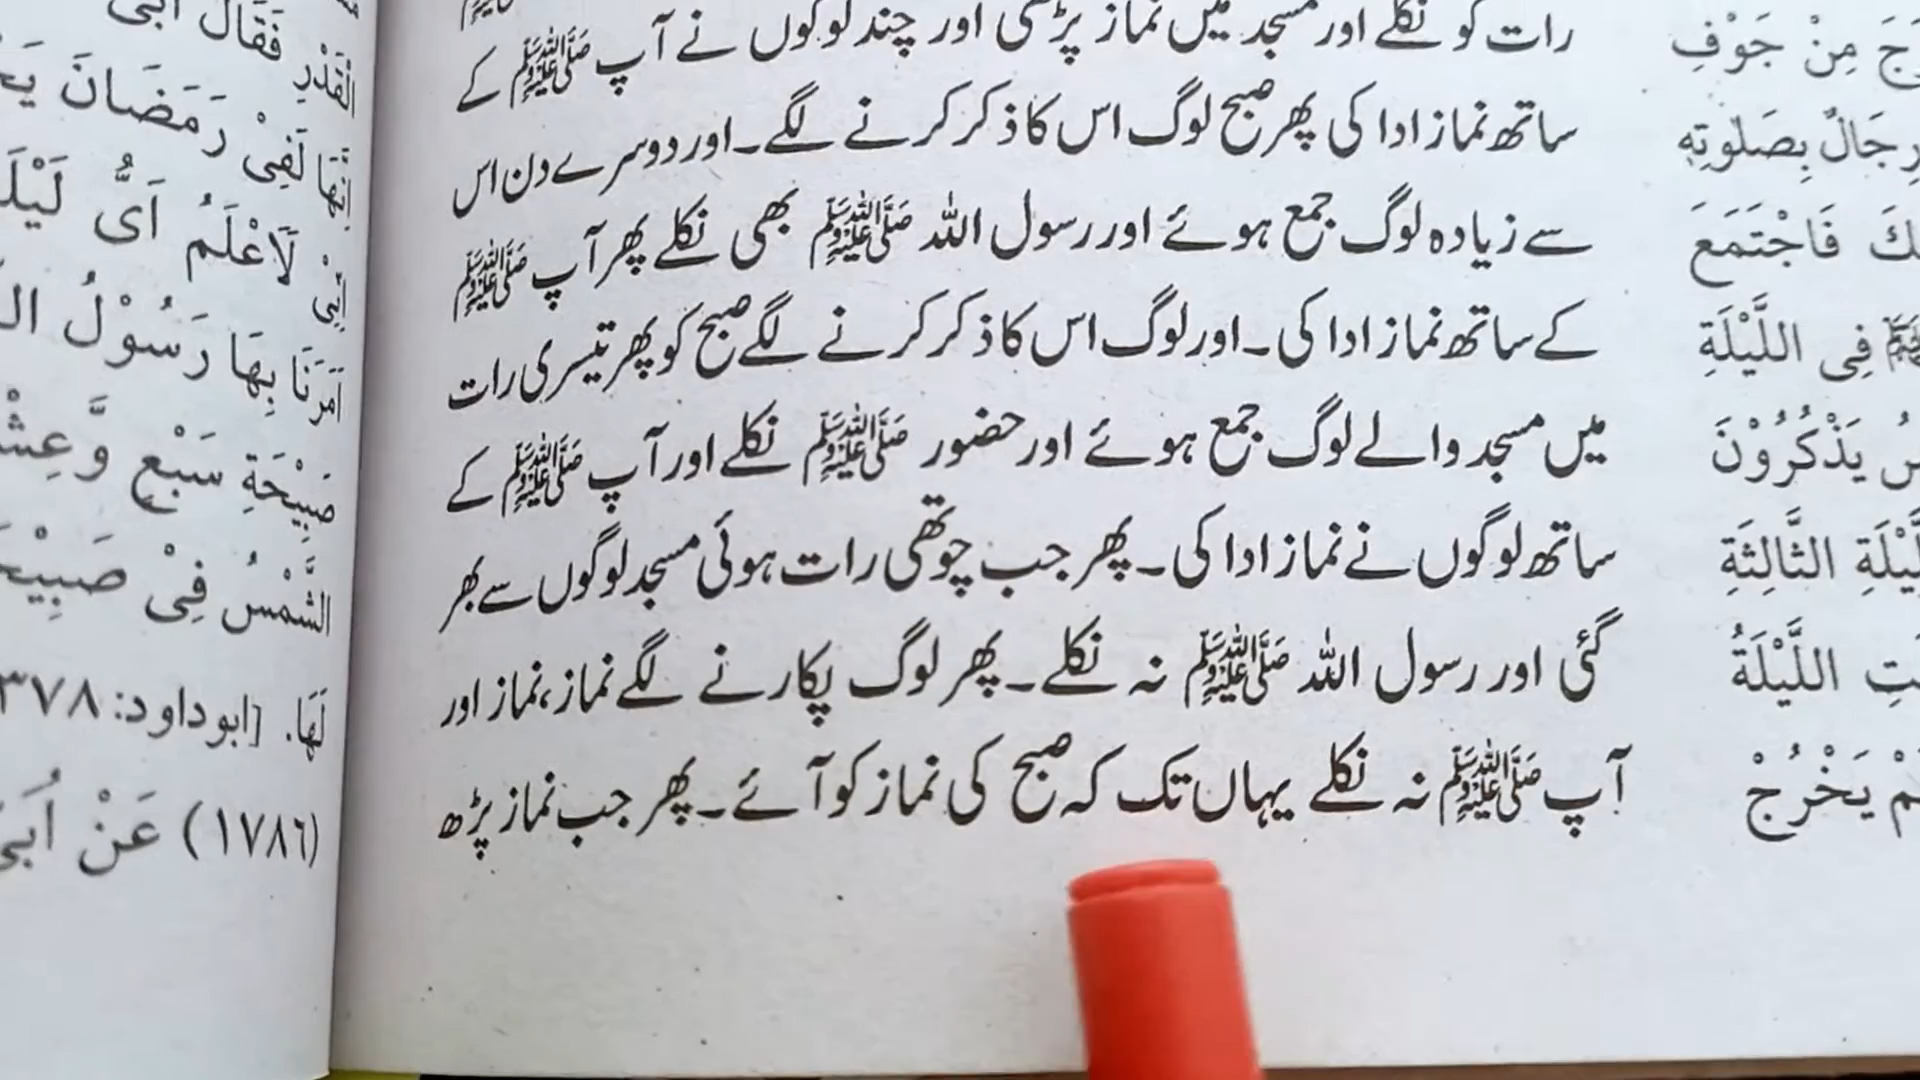 رات کو نکلے اور مسجد میں نماز پڑھی اور چند لوگوں نے آپ ﷺ کے
ساتھ نماز ادا کی پھر صبح لوگ اس کا ذکر کرنے لگے۔ اور دوسرے دن اس
سے زیادہ لوگ جمع ہوئے اور رسول اللہ ﷺ بھی نکلے پھر آپ ﷺ
کے ساتھ نماز ادا کی۔ اور لوگ اس کا ذکر کرنے لگے صبح کو پھر تیسری رات
میں مسجد والے لوگ جمع ہوئے اور حضور ﷺ نکلے اور آپ ﷺ کے
ساتھ لوگوں نے نماز ادا کی۔ پھر جب چوتھی رات ہوئی مسجد لوگوں سے بھر
گئی اور رسول اللہ ﷺ نہ نکلے۔ پھر لوگ پکارنے لگے نماز، نماز اور
آپ ﷺ نہ نکلے یہاں تک کہ صبح کی نماز کو آئے۔ پھر جب نماز پڑھ
مِنْ جَوْفِ
رِجَالٌ بِصَلٰوتِهٖ
فَاجْتَمَعَ
فِی اللَّیْلَةِ
یَذْکُرُوْنَ
الثَّالِثَةِ
اللَّیْلَةُ
یَخْرُجْ
الْقَدْرِ فَقَالَ
اِنَّهَا لَفِیْ رَمَضَانَ
اِنِّیْ لَاَعْلَمُ اَیُّ
اَمَرَنَا بِهَا رَسُوْلُ
صَبِیْحَةِ سَبْعٍ
الشَّمْسُ فِیْ
لَهَا. [ابوداود:
(۱۷۸٦) عَنْ